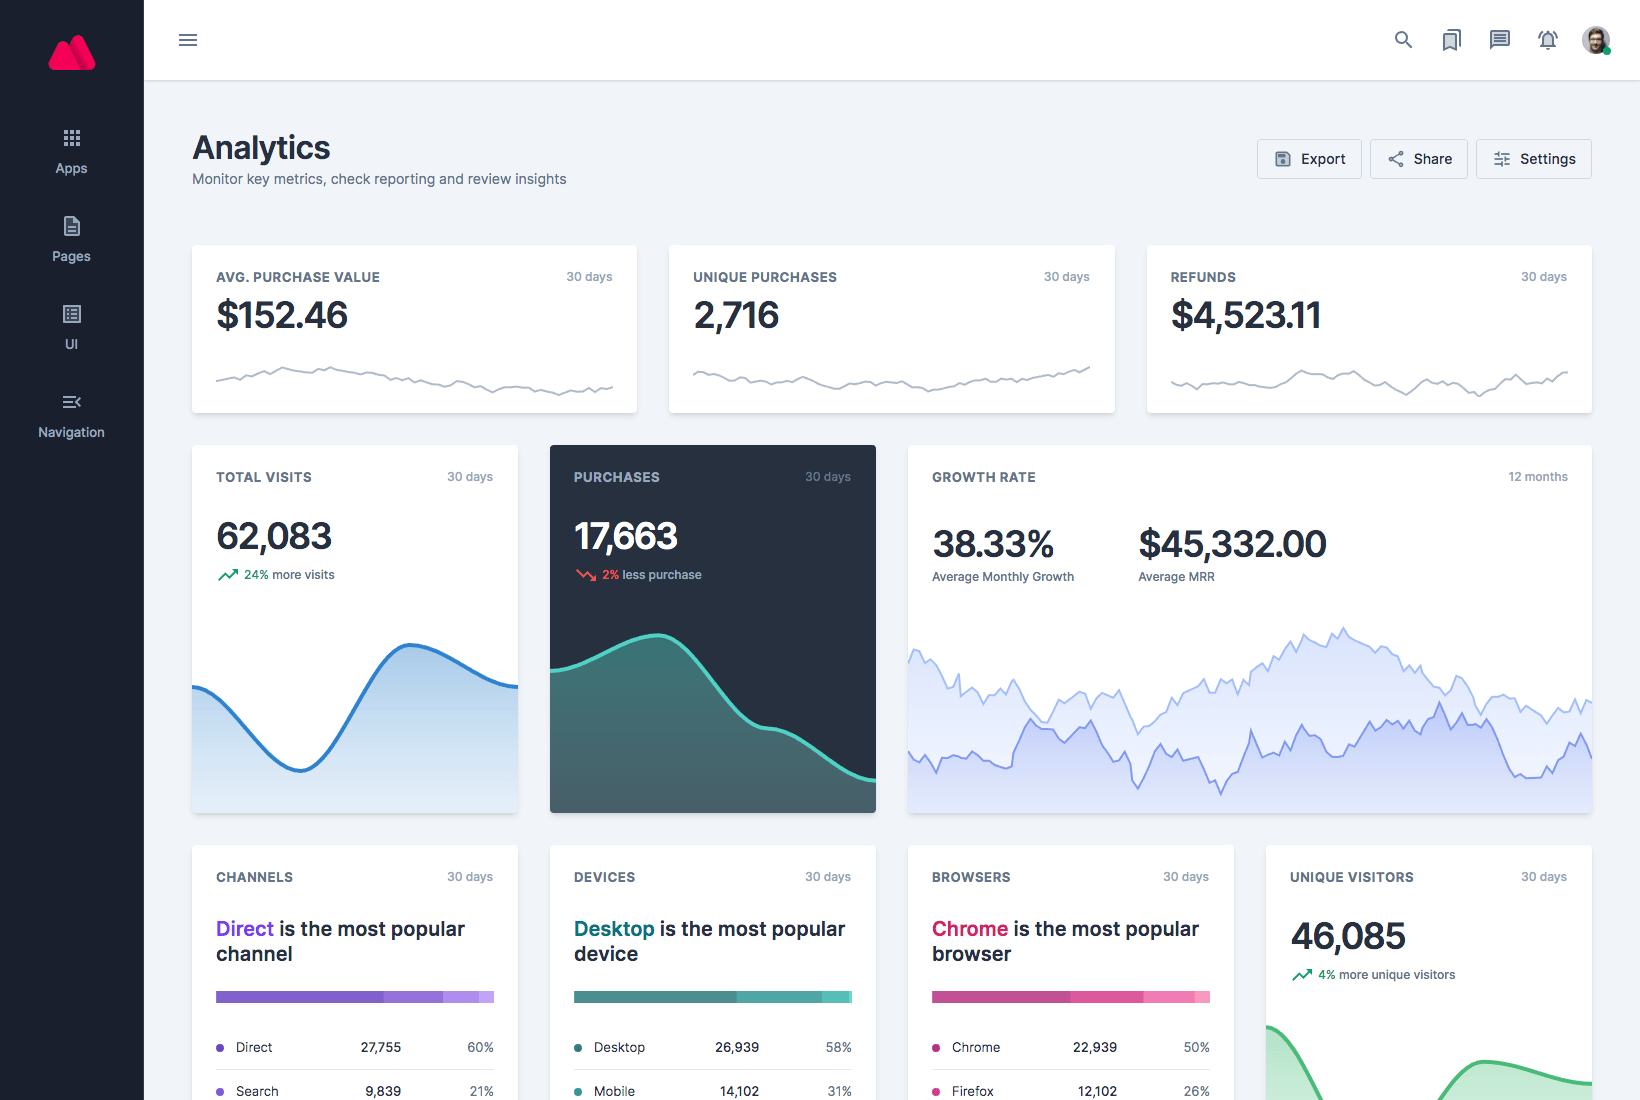 Apps
Pages
UI
Navigation
Analytics
Monitor key metrics, check reporting and review insights
Export
Share
Settings
AVG. PURCHASE VALUE
30 days
$152.46
UNIQUE PURCHASES
30 days
2,716
REFUNDS
30 days
$4,523.11
TOTAL VISITS
30 days
62,083
24% more visits
PURCHASES
30 days
17,663
2% less purchase
GROWTH RATE
12 months
38.33%
Average Monthly Growth
$45,332.00
Average MRR
CHANNELS
30 days
Direct is the most popular
channel
Direct 27,755 60%
Search 9,839 21%
DEVICES
30 days
Desktop is the most popular
device
Desktop 26,939 58%
Mobile 14,102 31%
BROWSERS
30 days
Chrome is the most popular
browser
Chrome 22,939 50%
Firefox 12,102 26%
UNIQUE VISITORS
30 days
46,085
4% more unique visitors